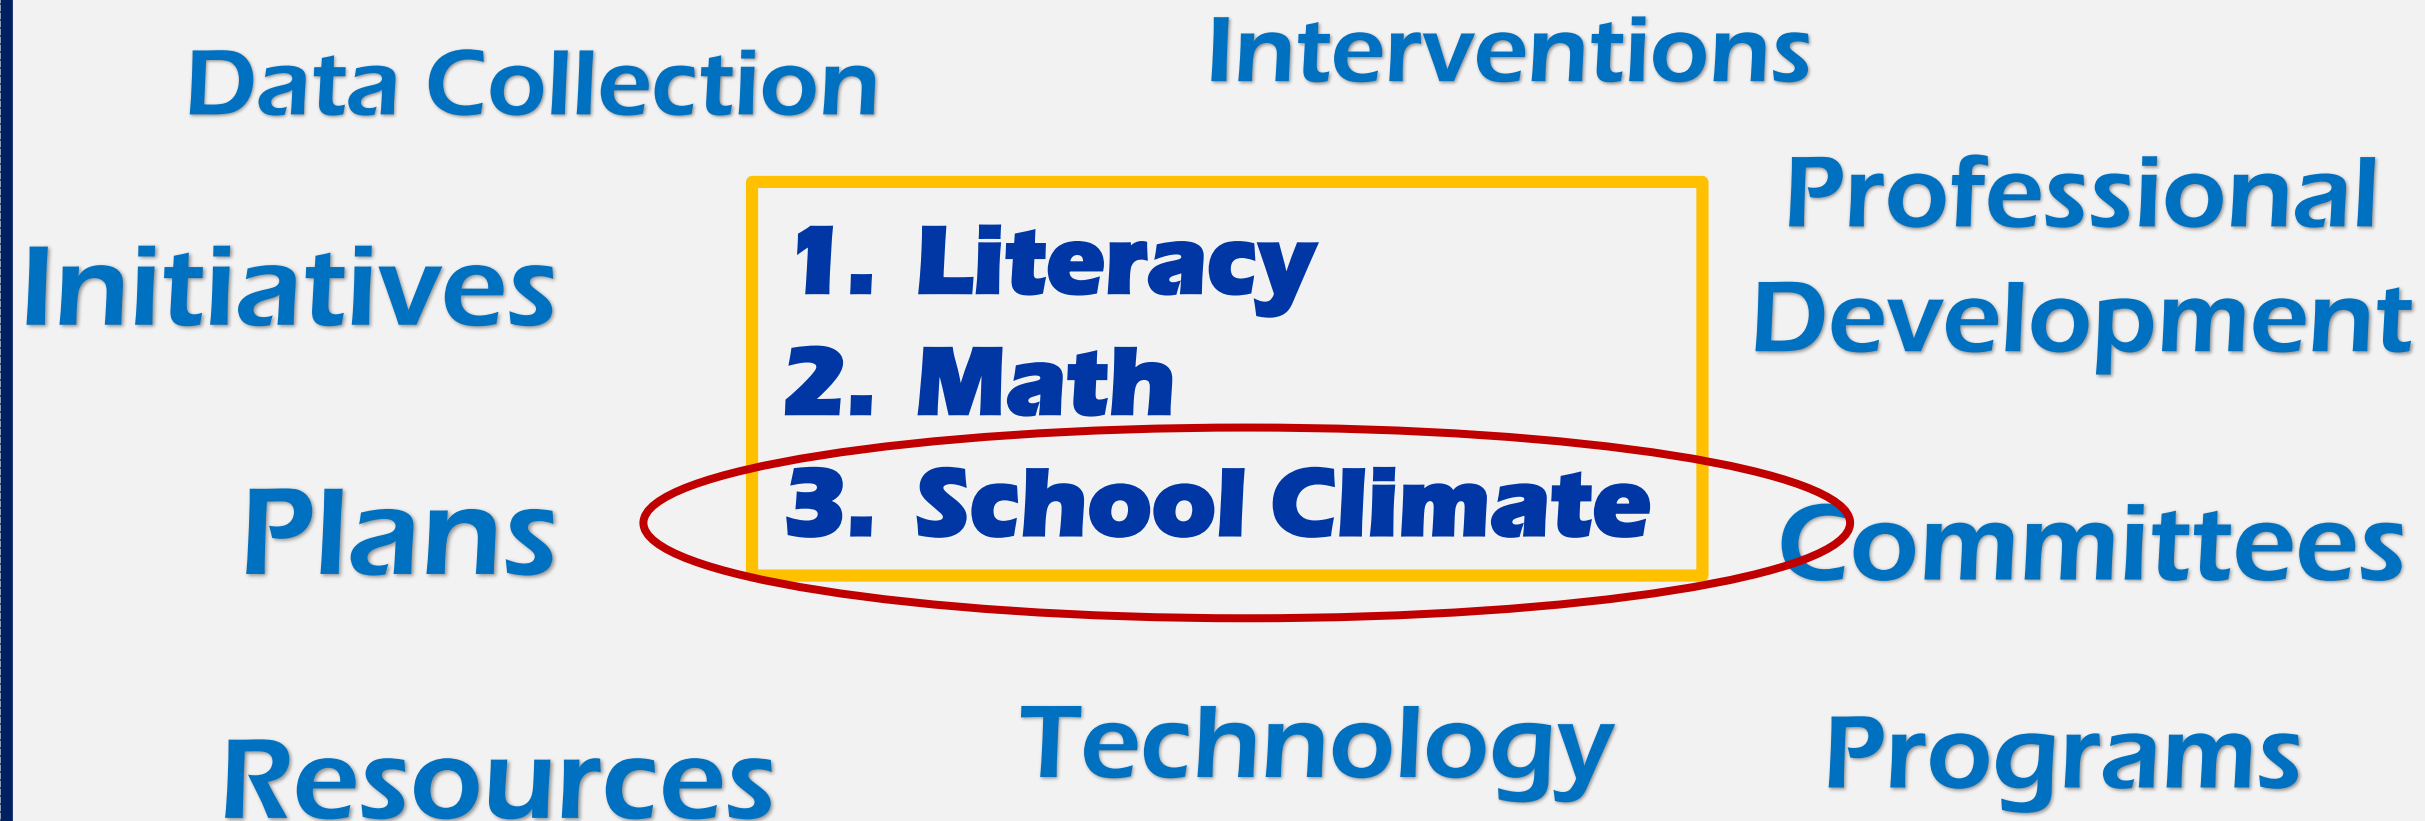 Interventions
Data Collection
Professional
Development
Initiatives
1. Literacy
2. Math
3. School Climate
Plans
Committees
Technology
Programs
Resources